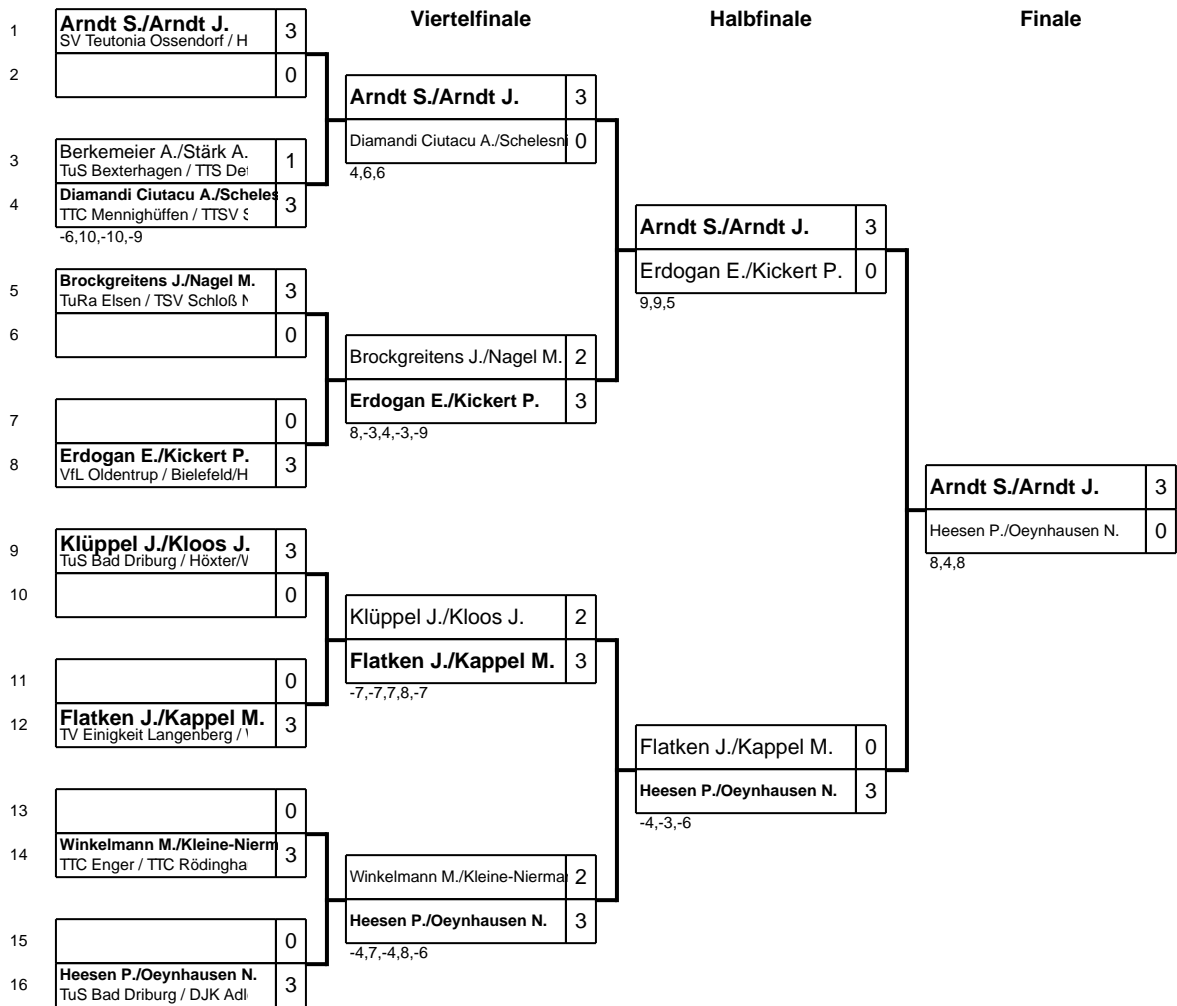 Viertelfinale
Halbfinale
Finale
1
Arndt S./Arndt J.
SV Teutonia Ossendorf / H
3
2
0
3
Berkemeier A./Stärk A.
TuS Bexterhagen / TTS
1
4
Diamandi Ciutacu A./Scheles
TTC Mennighüffen / TTSV
3
-6,10,-10,-9
5
Brockgreitens J./Nagel M.
TuRa Elsen / TSV Schloß
3
6
0
7
0
8
Erdogan E./Kickert P.
VfL Oldentrup / Bielefeld/H
3
9
Klüppel J./Kloos J.
TuS Bad Driburg / Höxter/
3
10
0
11
0
12
Flatken J./Kappel M.
TV Einigkeit Langenberg /
3
13
0
14
Winkelmann M./Kleine-Nierm
TTC Enger / TTC Rödingha
3
15
0
16
Heesen P./Oeynhausen N.
TuS Bad Driburg / DJK Adl
3
Arndt S./Arndt J.
3
Diamandi Ciutacu A./Schelesni
0
4,6,6
Brockgreitens J./Nagel M.
2
Erdogan E./Kickert P.
3
8,-3,4,-3,-9
Klüppel J./Kloos J.
2
Flatken J./Kappel M.
3
-7,-7,7,8,-7
Winkelmann M./Kleine-Nierma
2
Heesen P./Oeynhausen N.
3
-4,7,-4,8,-6
Arndt S./Arndt J.
3
Erdogan E./Kickert P.
0
9,9,5
Flatken J./Kappel M.
0
Heesen P./Oeynhausen N.
3
-4,-3,-6
Arndt S./Arndt J.
3
Heesen P./Oeynhausen N.
0
8,4,8